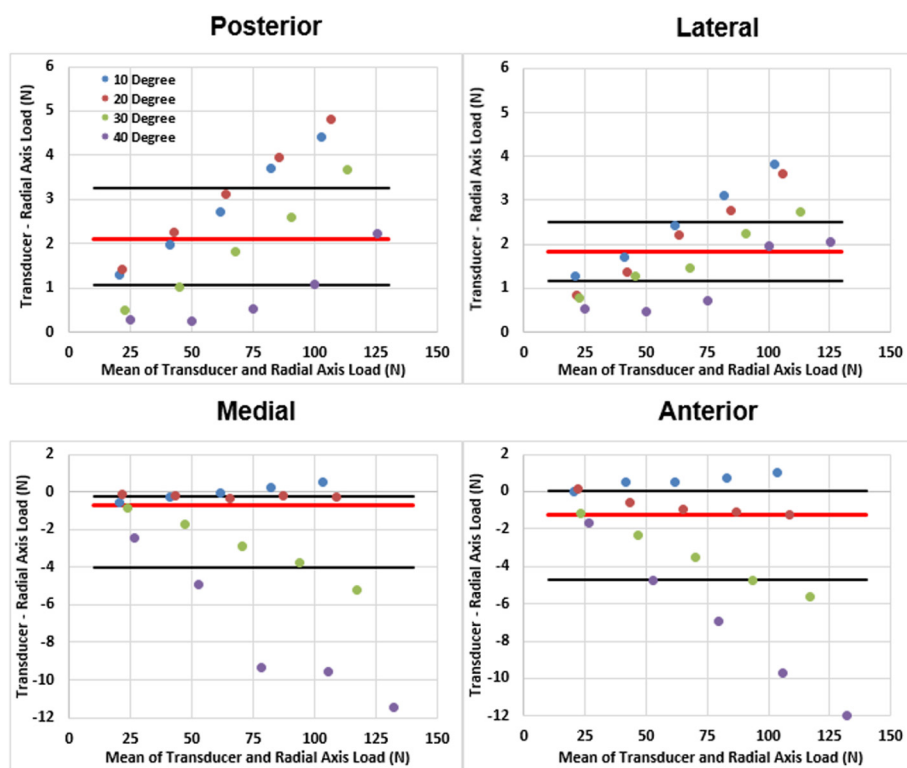 Posterior
Transducer - Radial Axis Load (N)
6
5
4
3
2
1
0
10 Degree
20 Degree
30 Degree
40 Degree
0 25 50 75 100 125 150
Mean of Transducer and Radial Axis Load (N)
Lateral
Transducer - Radial Axis Load (N)
6
5
4
3
2
1
0
0 25 50 75 100 125 150
Mean of Transducer and Radial Axis Load (N)
Medial
Transducer - Radial Axis Load (N)
2
0
-2
-4
-6
-8
-10
-12
0 25 50 75 100 125 150
Mean of Transducer and Radial Axis Load (N)
Anterior
Transducer - Radial Axis Load (N)
2
0
-2
-4
-6
-8
-10
-12
0 25 50 75 100 125 150
Mean of Transducer and Radial Axis Load (N)